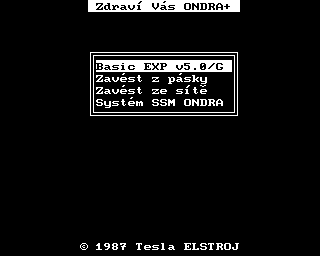 Zdraví Vás ONDRA+
Basic EXP v5.0/G
Zavést z pásky
Zavést ze sítě
Systém SSM ONDRA
© 1987 Tesla ELSTROJ